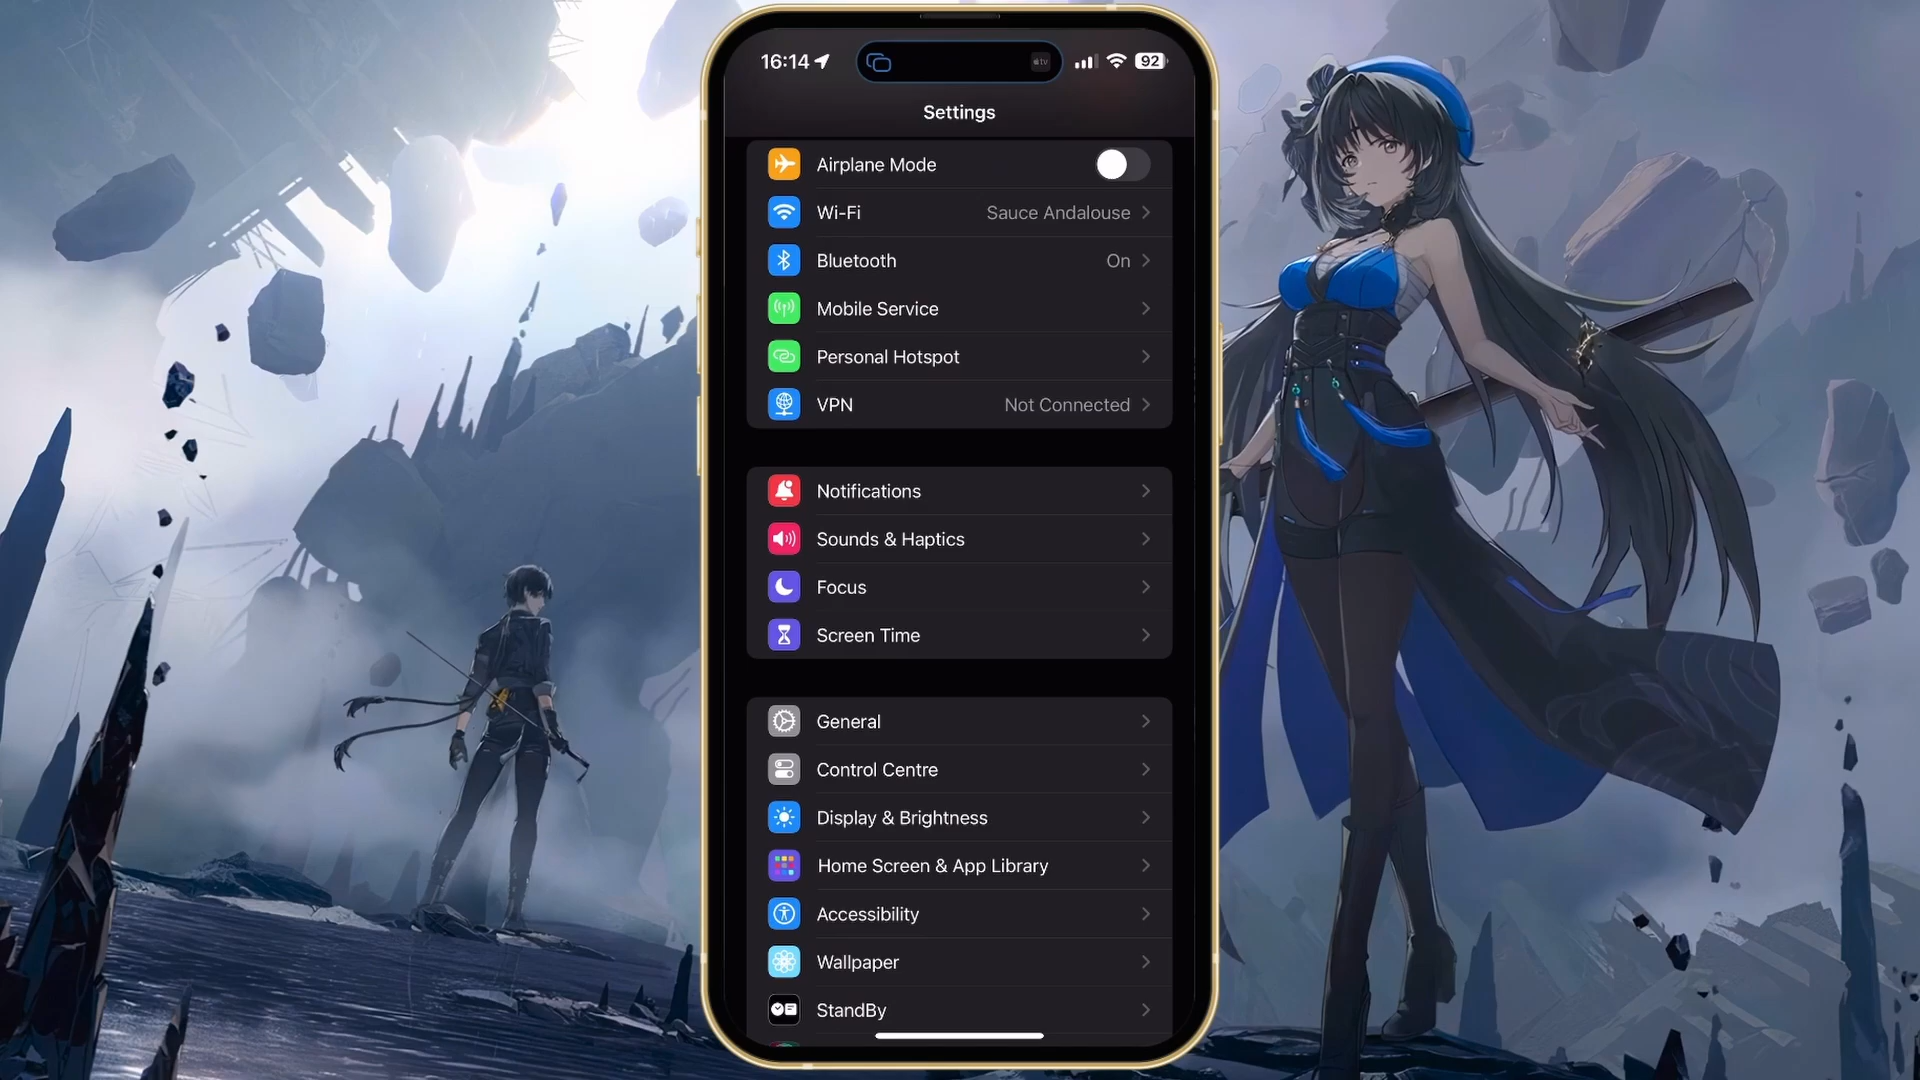 16:14
tv
92
Settings
Airplane Mode
Wi-Fi Sauce Andalouse
Bluetooth On
Mobile Service
Personal Hotspot
VPN Not Connected
Notifications
Sounds & Haptics
Focus
Screen Time
General
Control Centre
Display & Brightness
Home Screen & App Library
Accessibility
Wallpaper
StandBy